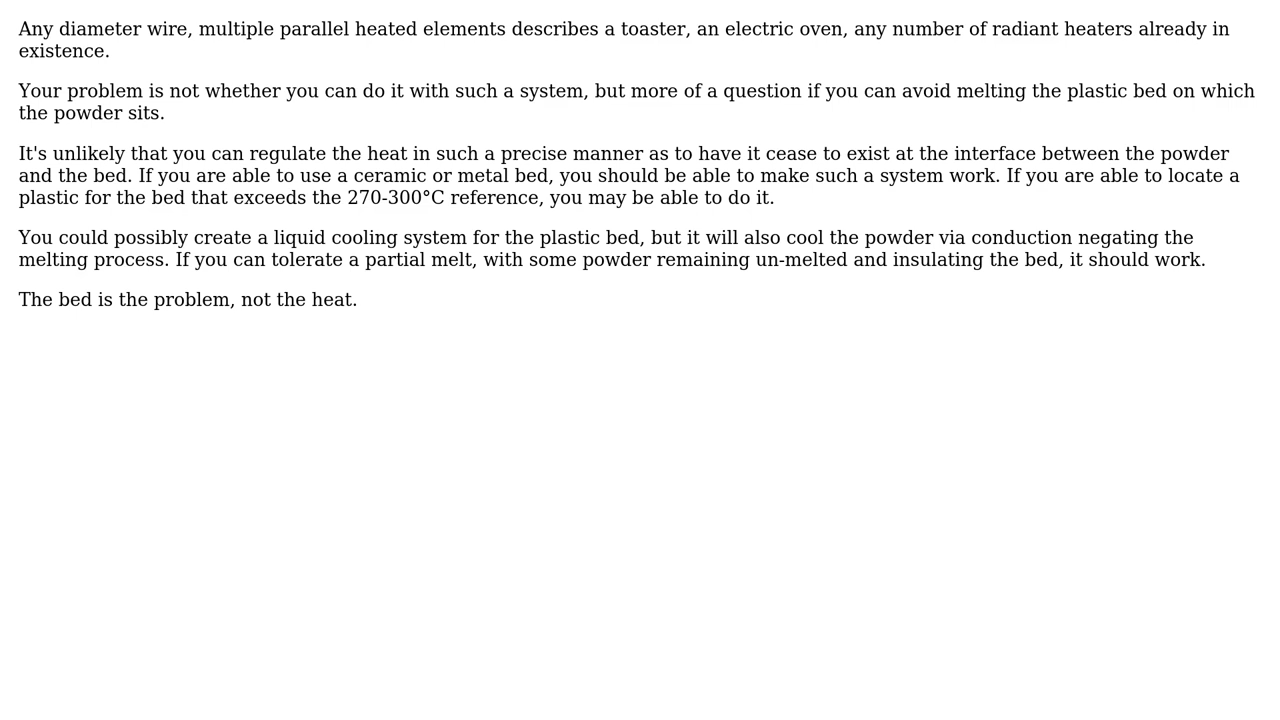 Any diameter wire, multiple parallel heated elements describes a toaster, an electric oven, any number of radiant heaters already in
existence.
Your problem is not whether you can do it with such a system, but more of a question if you can avoid melting the plastic bed on which
the powder sits.
It's unlikely that you can regulate the heat in such a precise manner as to have it cease to exist at the interface between the powder
and the bed. If you are able to use a ceramic or metal bed, you should be able to make such a system work. If you are able to locate a
plastic for the bed that exceeds the 270-300°C reference, you may be able to do it.
You could possibly create a liquid cooling system for the plastic bed, but it will also cool the powder via conduction negating the
melting process. If you can tolerate a partial melt, with some powder remaining un-melted and insulating the bed, it should work.
The bed is the problem, not the heat.